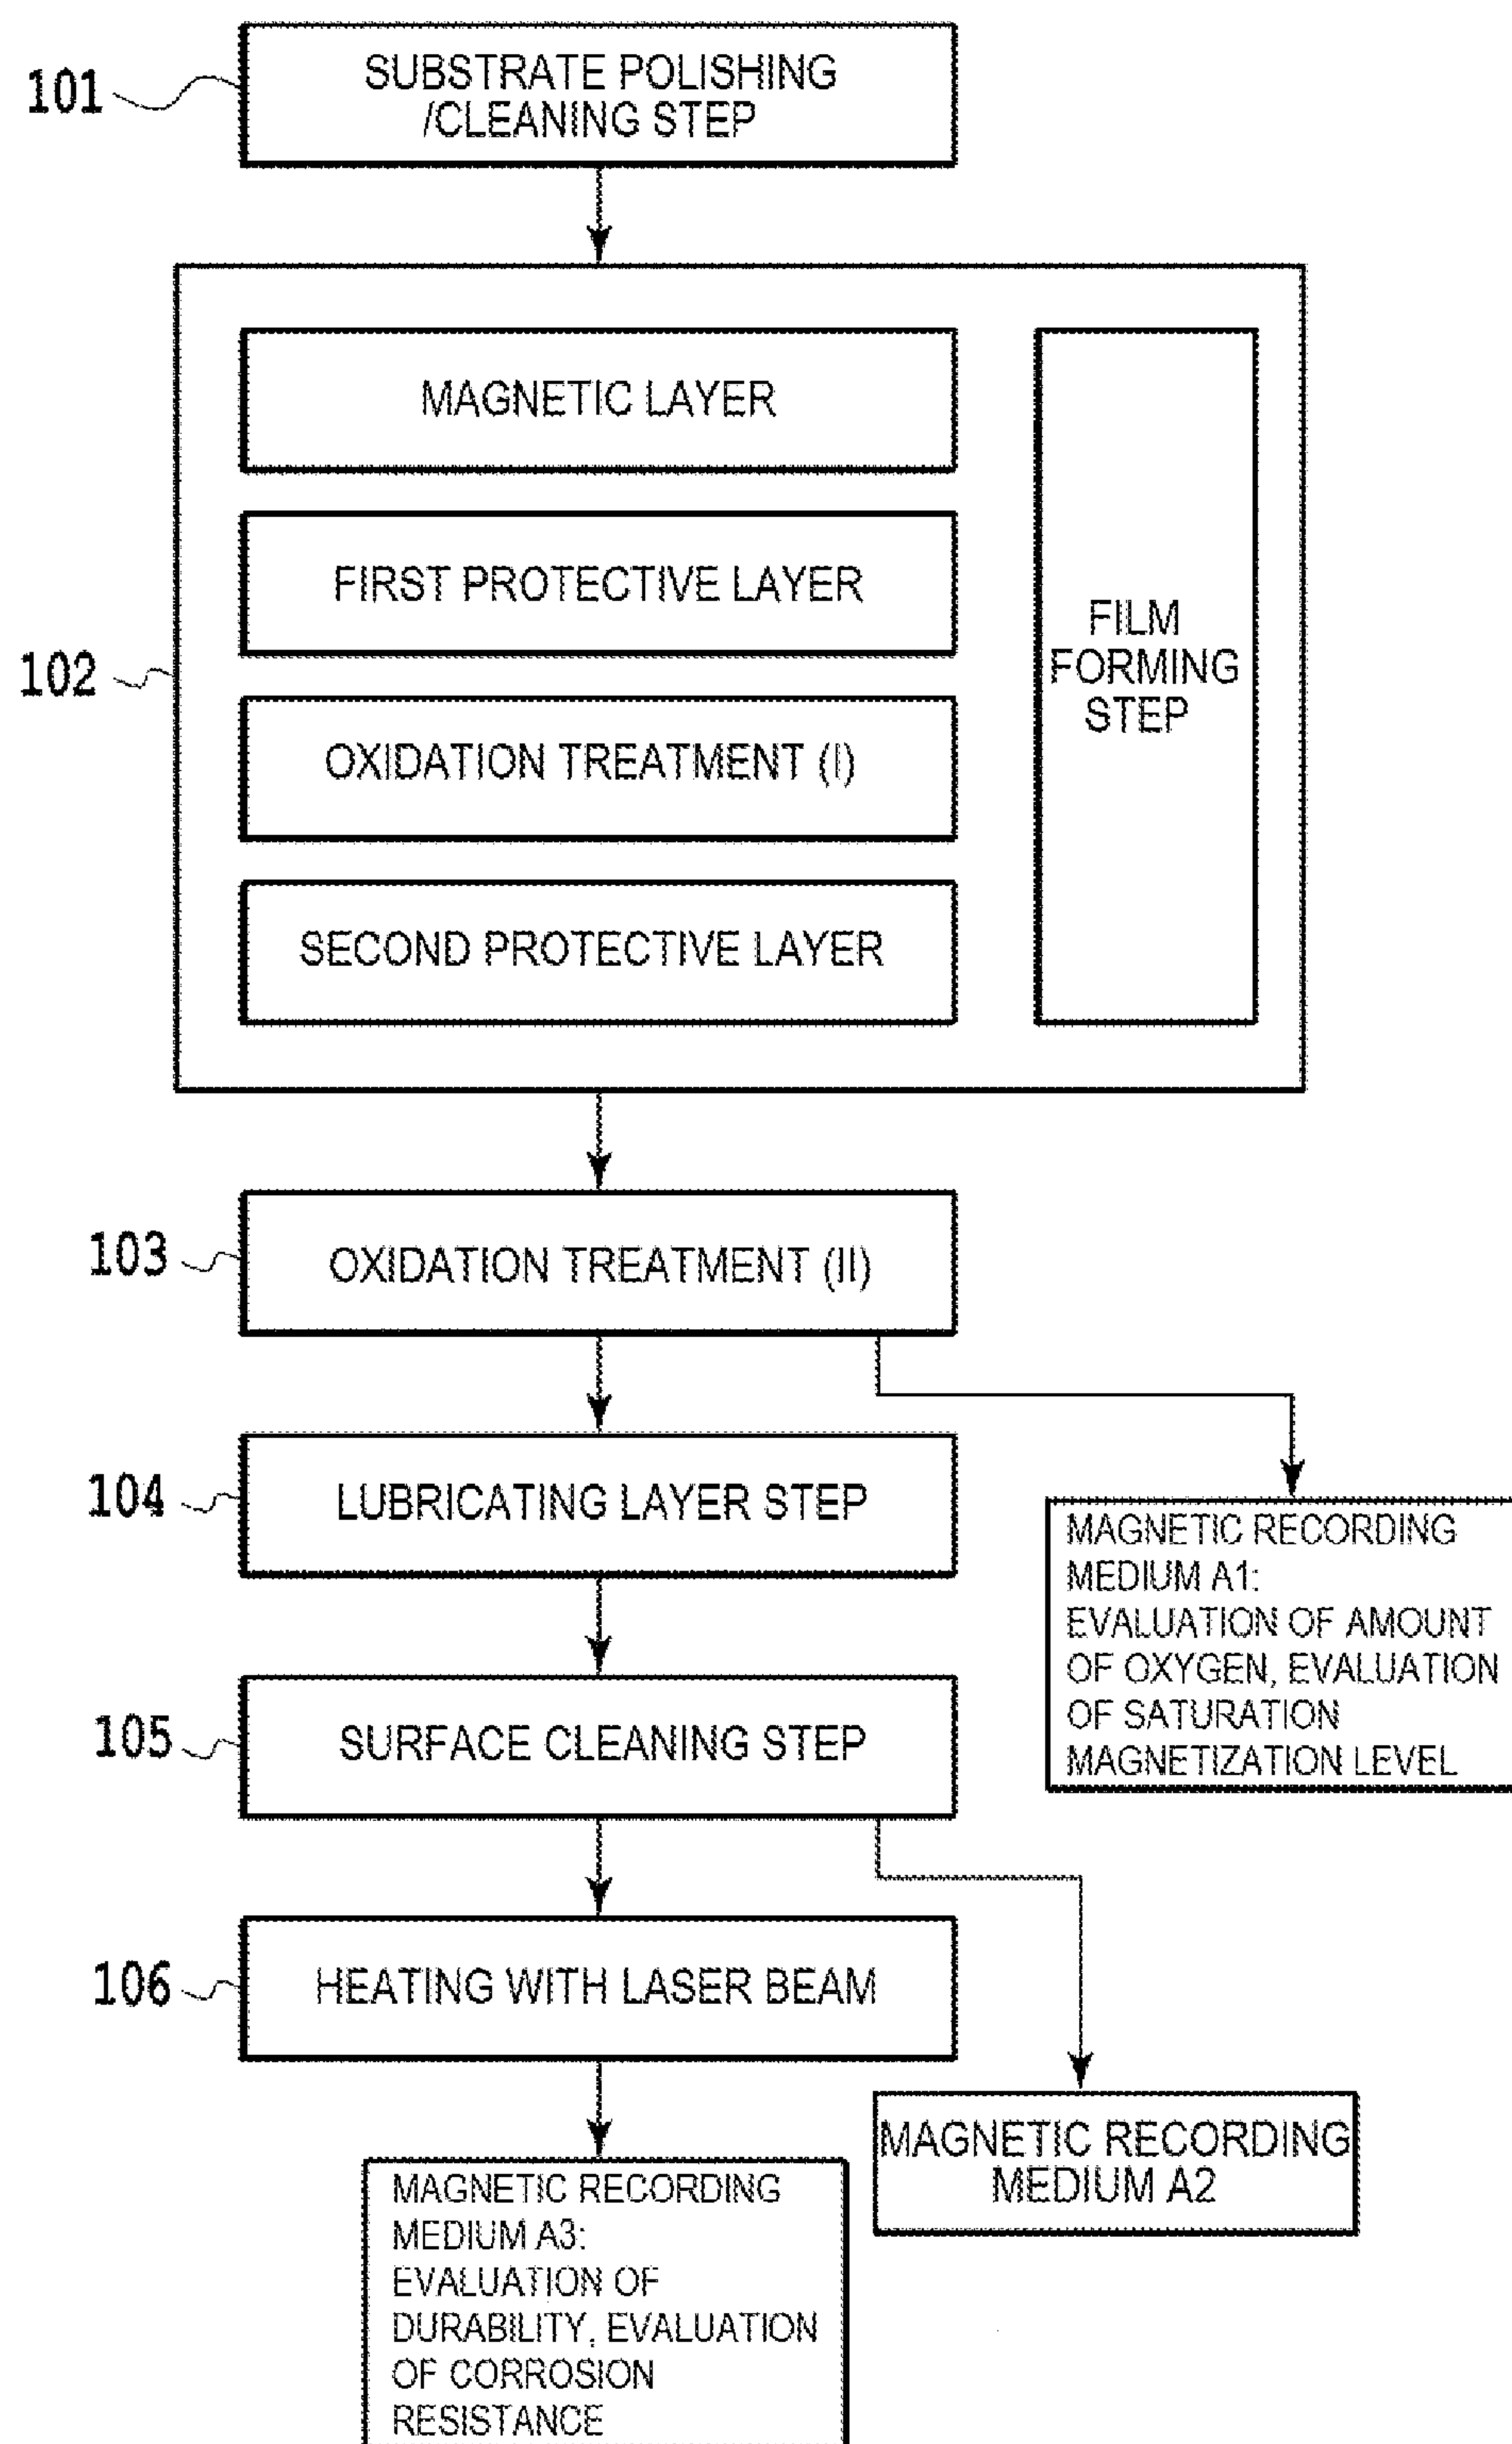 101
SUBSTRATE POLISHING
/CLEANING STEP
102
MAGNETIC LAYER
FIRST PROTECTIVE LAYER
OXIDATION TREATMENT (I)
SECOND PROTECTIVE LAYER
FILM
FORMING
STEP
103
OXIDATION TREATMENT (II)
104
LUBRICATING LAYER STEP
MAGNETIC RECORDING
MEDIUM A1:
EVALUATION OF AMOUNT
OF OXYGEN, EVALUATION
OF SATURATION
MAGNETIZATION LEVEL
105
SURFACE CLEANING STEP
106
HEATING WITH LASER BEAM
MAGNETIC RECORDING
MEDIUM A2
MAGNETIC RECORDING
MEDIUM A3:
EVALUATION OF
DURABILITY, EVALUATION
OF CORROSION
RESISTANCE